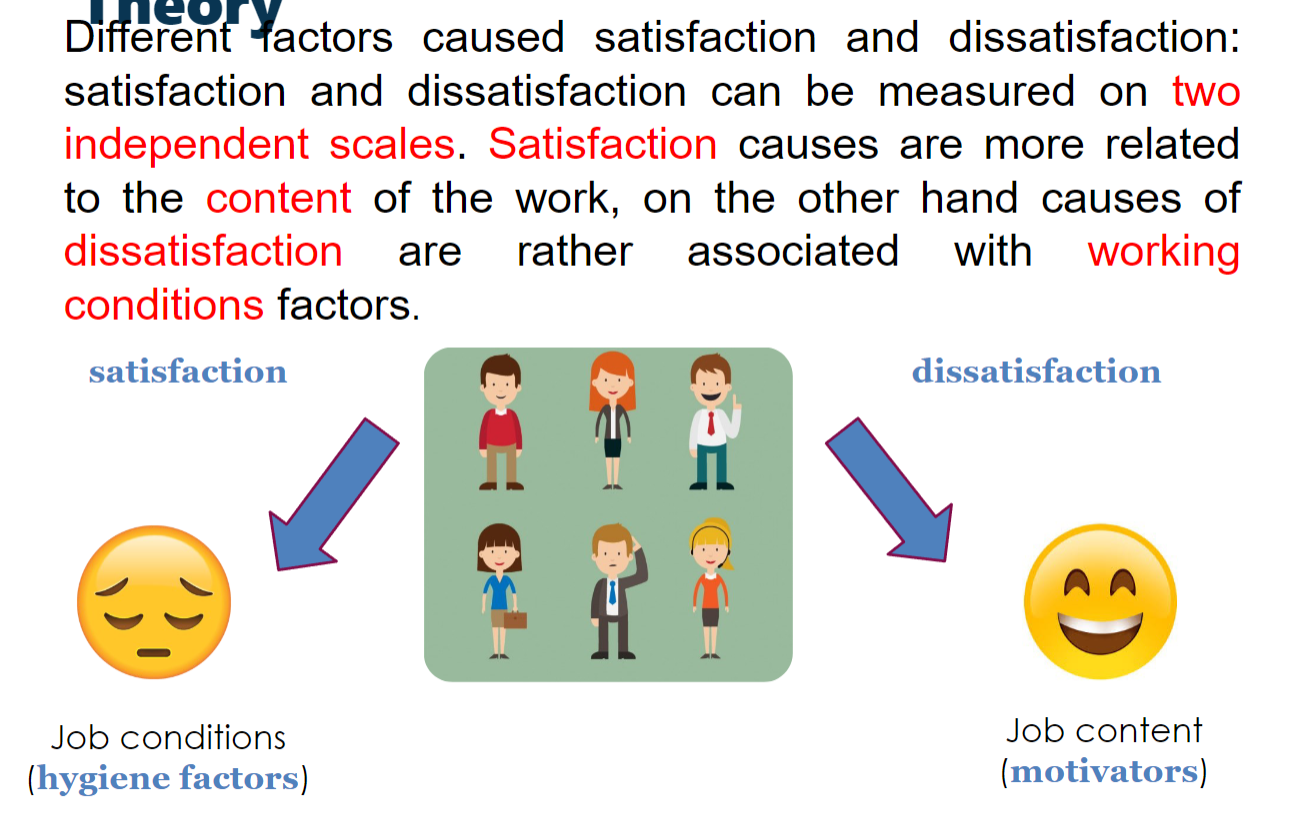 Theory
Different factors caused satisfaction and dissatisfaction:
satisfaction and dissatisfaction can be measured on two
independent scales. Satisfaction causes are more related
to the content of the work, on the other hand causes of
dissatisfaction are rather associated with working
conditions factors.
satisfaction
dissatisfaction
Job conditions
(hygiene factors)
Job content
(motivators)